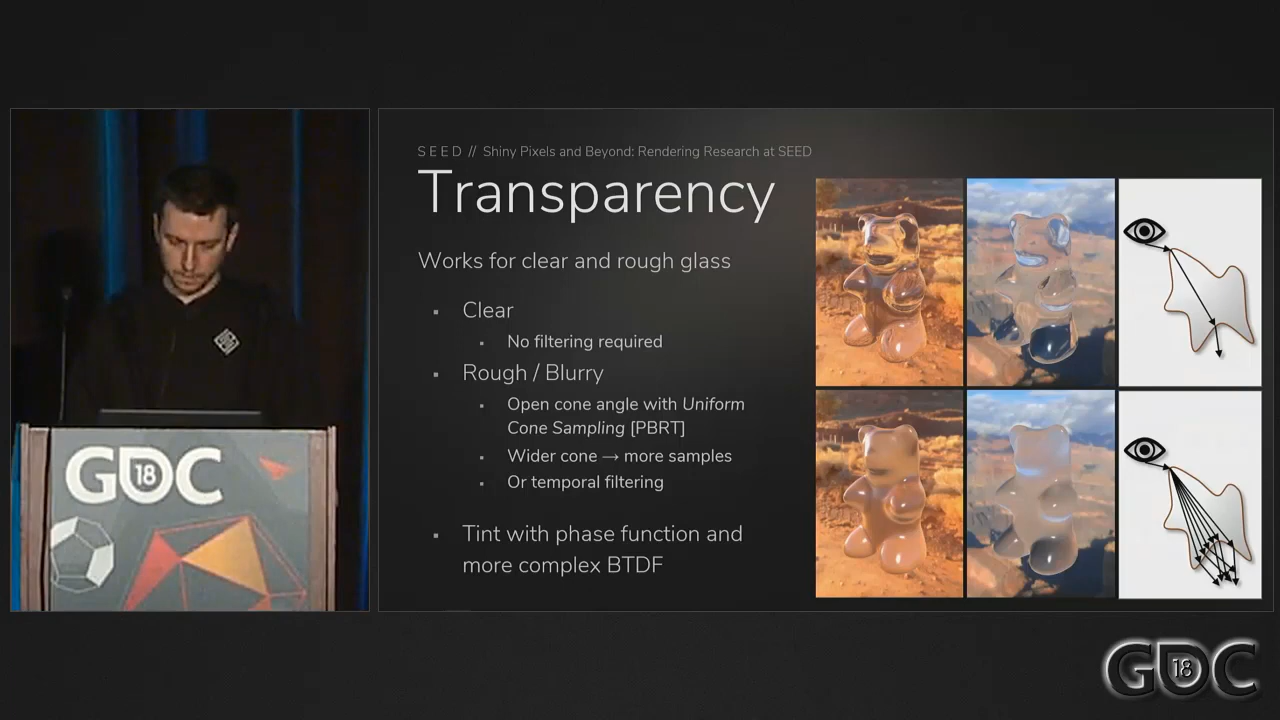 SEED // Shiny Pixels and Beyond: Rendering Research at SEED
Transparency
Works for clear and rough glass
▪ Clear
▪ No filtering required
▪ Rough / Blurry
▪ Open cone angle with Uniform
Cone Sampling [PBRT]
▪ Wider cone → more samples
▪ Or temporal filtering
▪ Tint with phase function and
more complex BTDF
GDC 18
GDC 18